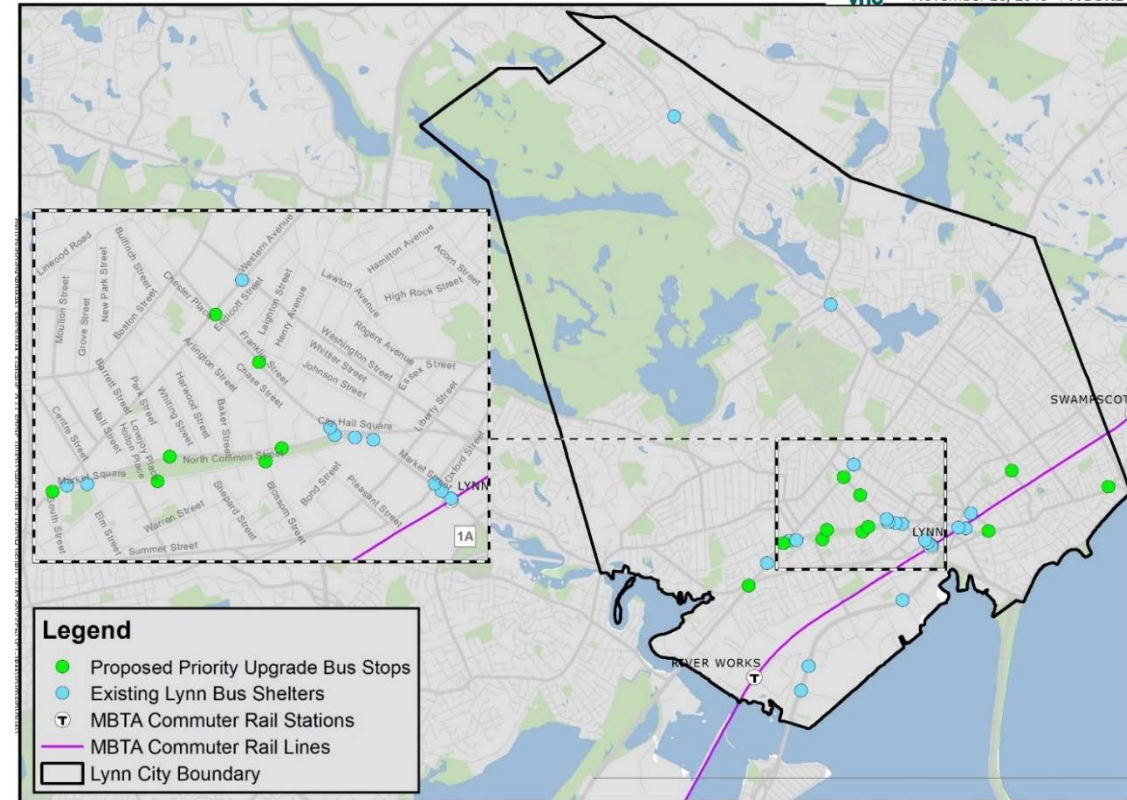 SWAMPSCOT
LYNN
RIVER WORKS
T
Linwood Road
Moulton Street
Grove Street
New Park Street
Bulfinch Street
Boston Street
Chester Place
Endicott Street
Western Avenue
Laighton Street
Henry Avenue
Lawton Avenue
Hamilton Avenue
Acorn Street
High Rock Street
Rogers Avenue
Washington Street
Whittier Street
Johnson Street
Essex Street
Liberty Street
Franklin Street
Chase Street
Arlington Street
Barrett Street
Park Street
Harwood Street
Whiting Street
Baker Street
Centre Street
Mall Street
Lovejoy Place
Holton Place
City Hall Square
North Common Street
Market Square
Market Street
Oxford Street
South Street
Elm Street
Warren Street
Shepard Street
Blossom Street
Bond Street
Pleasant Street
Summer Street
LYNN
1A
Legend
Proposed Priority Upgrade Bus Stops
Existing Lynn Bus Shelters
T MBTA Commuter Rail Stations
MBTA Commuter Rail Lines
Lynn City Boundary